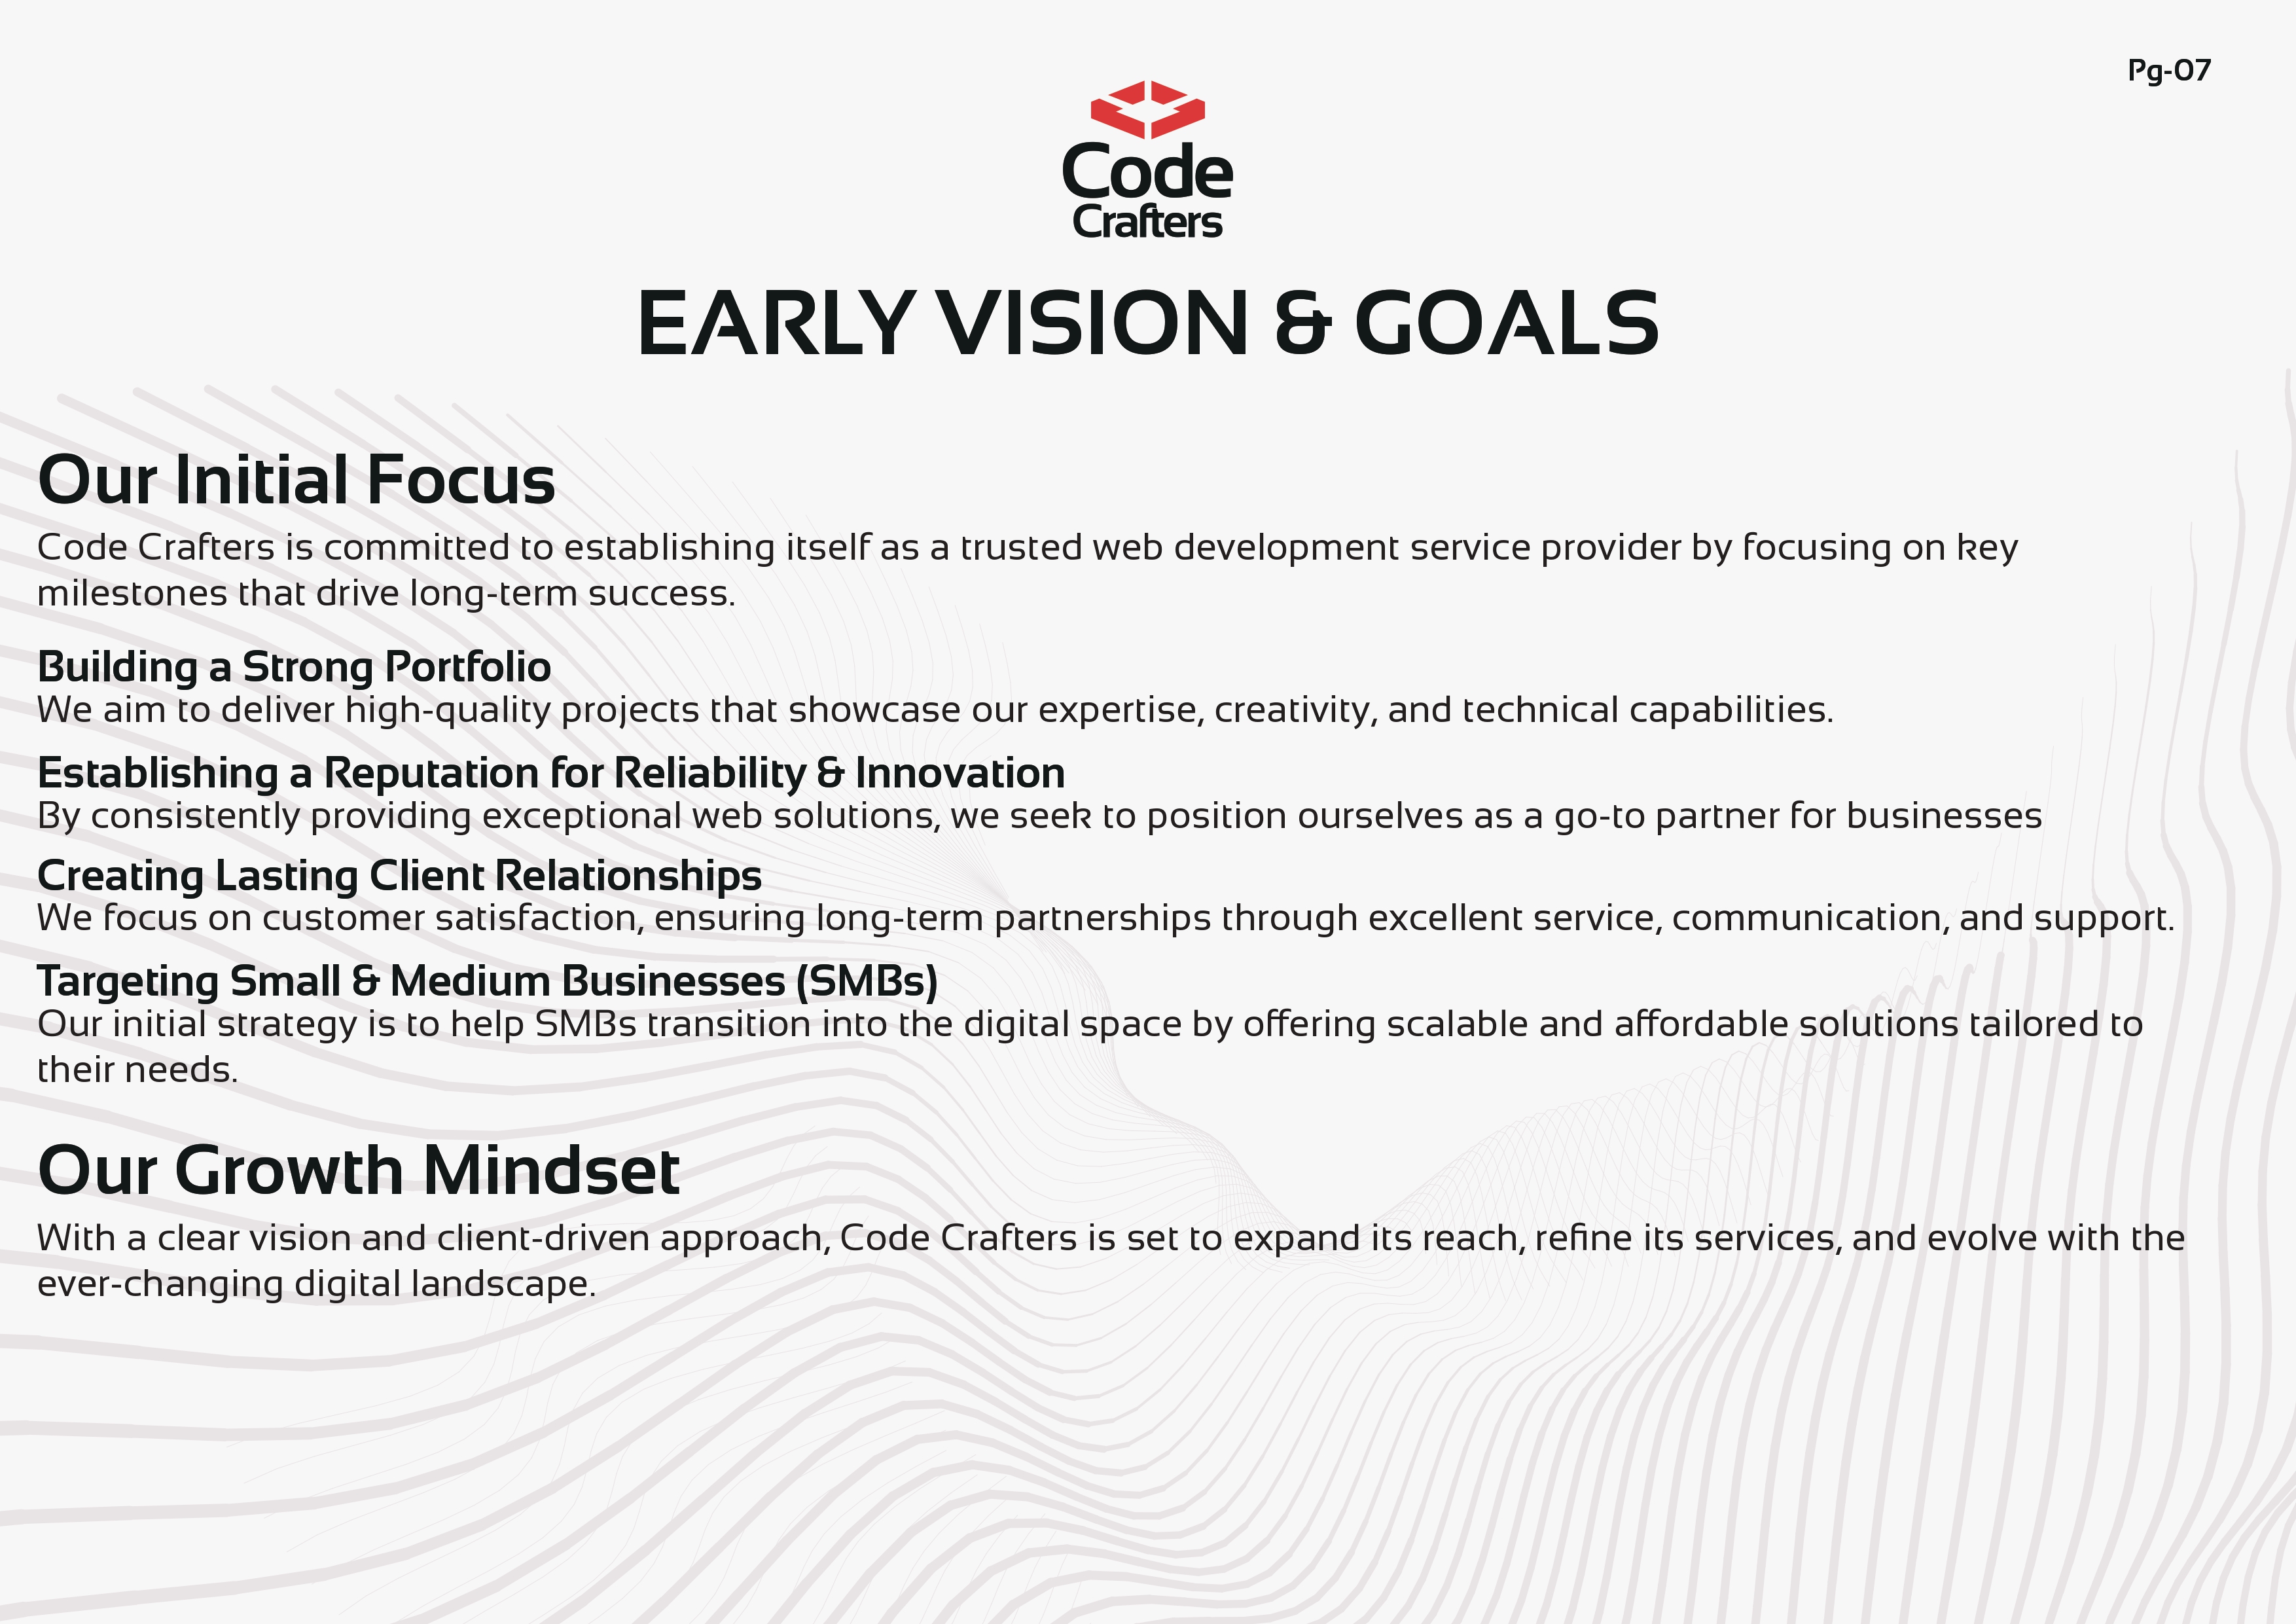 Pg-07
Code
Crafters
EARLY VISION & GOALS
Our Initial Focus
Code Crafters is committed to establishing itself as a trusted web development service provider by focusing on key
milestones that drive long-term success.
Building a Strong Portfolio
We aim to deliver high-quality projects that showcase our expertise, creativity, and technical capabilities.
Establishing a Reputation for Reliability & Innovation
By consistently providing exceptional web solutions, we seek to position ourselves as a go-to partner for businesses
Creating Lasting Client Relationships
We focus on customer satisfaction, ensuring long-term partnerships through excellent service, communication, and support.
Targeting Small & Medium Businesses (SMBs)
Our initial strategy is to help SMBs transition into the digital space by offering scalable and affordable solutions tailored to
their needs.
Our Growth Mindset
With a clear vision and client-driven approach, Code Crafters is set to expand its reach, refine its services, and evolve with the
ever-changing digital landscape.